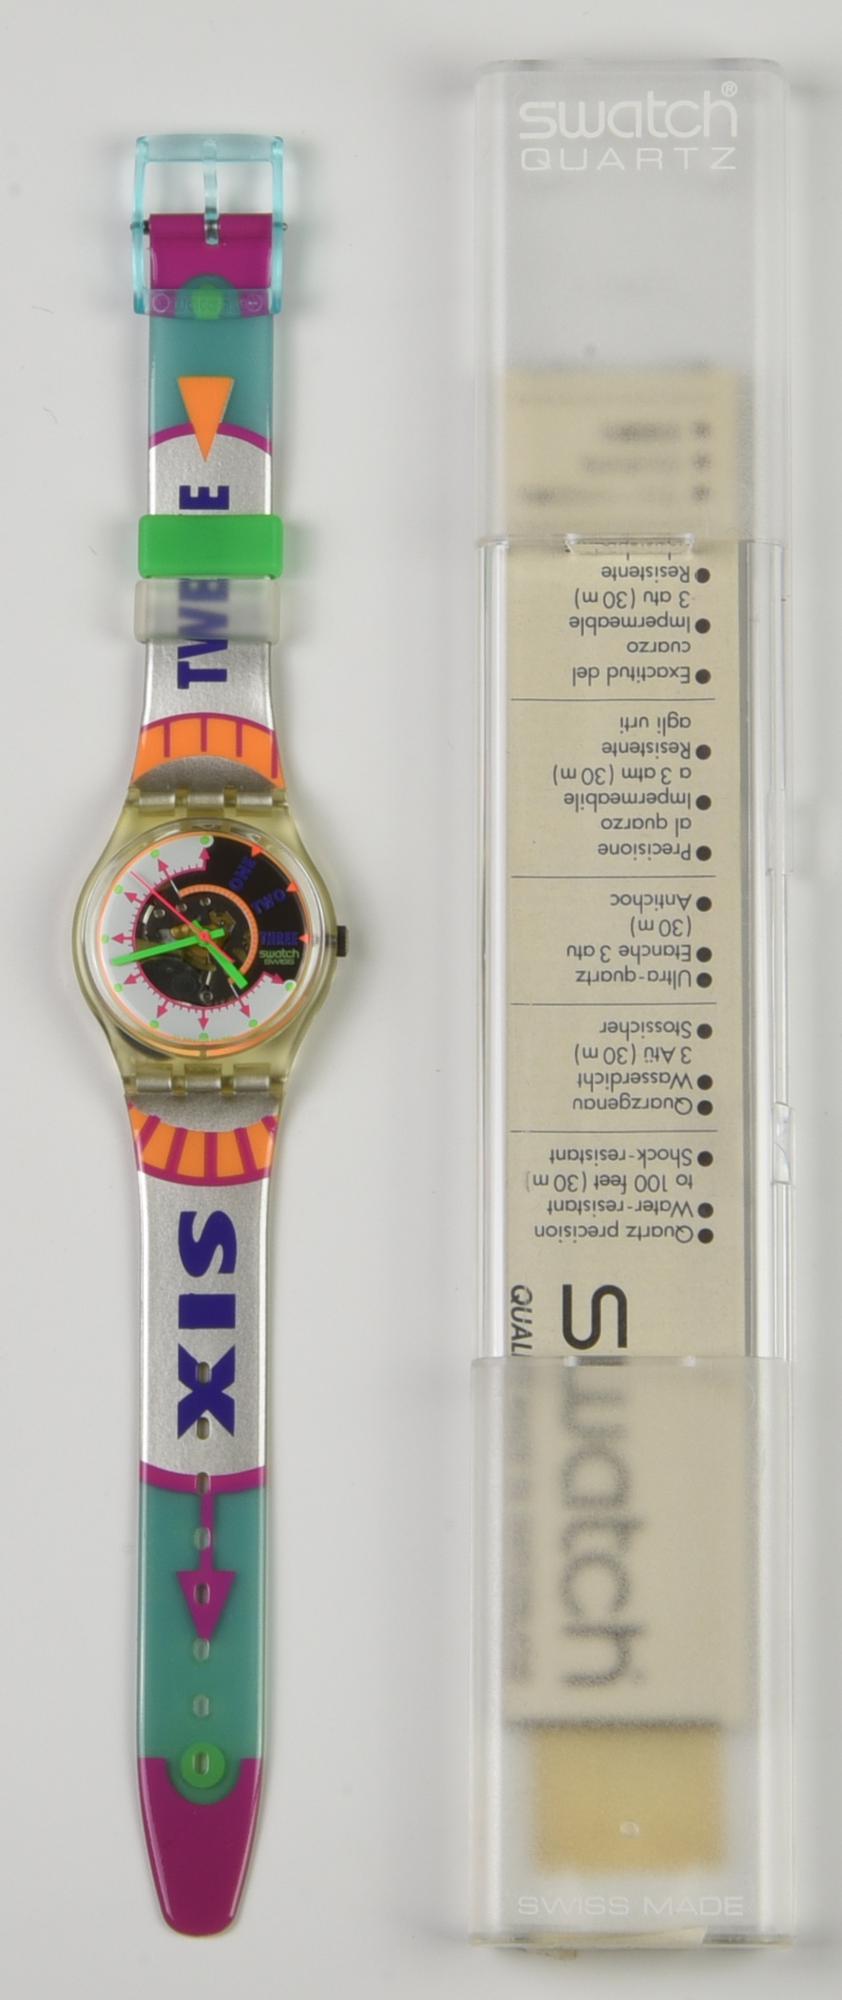 TWE E
ONE
TWO
THREE
swatch
SWISS
SIX
swatch®
QUARTZ
swatch
QUAL
● Quartz precision
● Water-resistant
to 100 feet (30 m)
● Shock-resistant
● Quarzgenau
● Wasserdicht
3 Atü (30 m)
● Stossicher
● Ultra-quartz
● Etanche 3 atu
(30 m)
● Antichoc
● Precisione
al quarzo
● Impermeabile
a 3 atm (30 m)
● Resistente
agli urti
● Exactitud del
cuarzo
● Impermeable
3 atu (30 m)
● Resistente
SWISS MADE